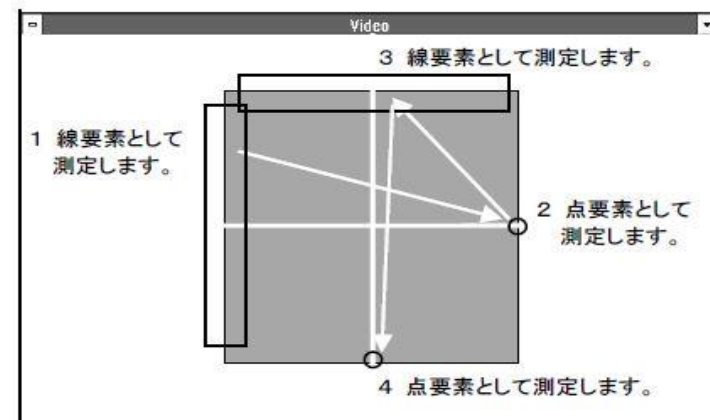 Video
3 線要素として測定します。
1 線要素として
測定します。
2 点要素として
測定します。
4 点要素として測定します。